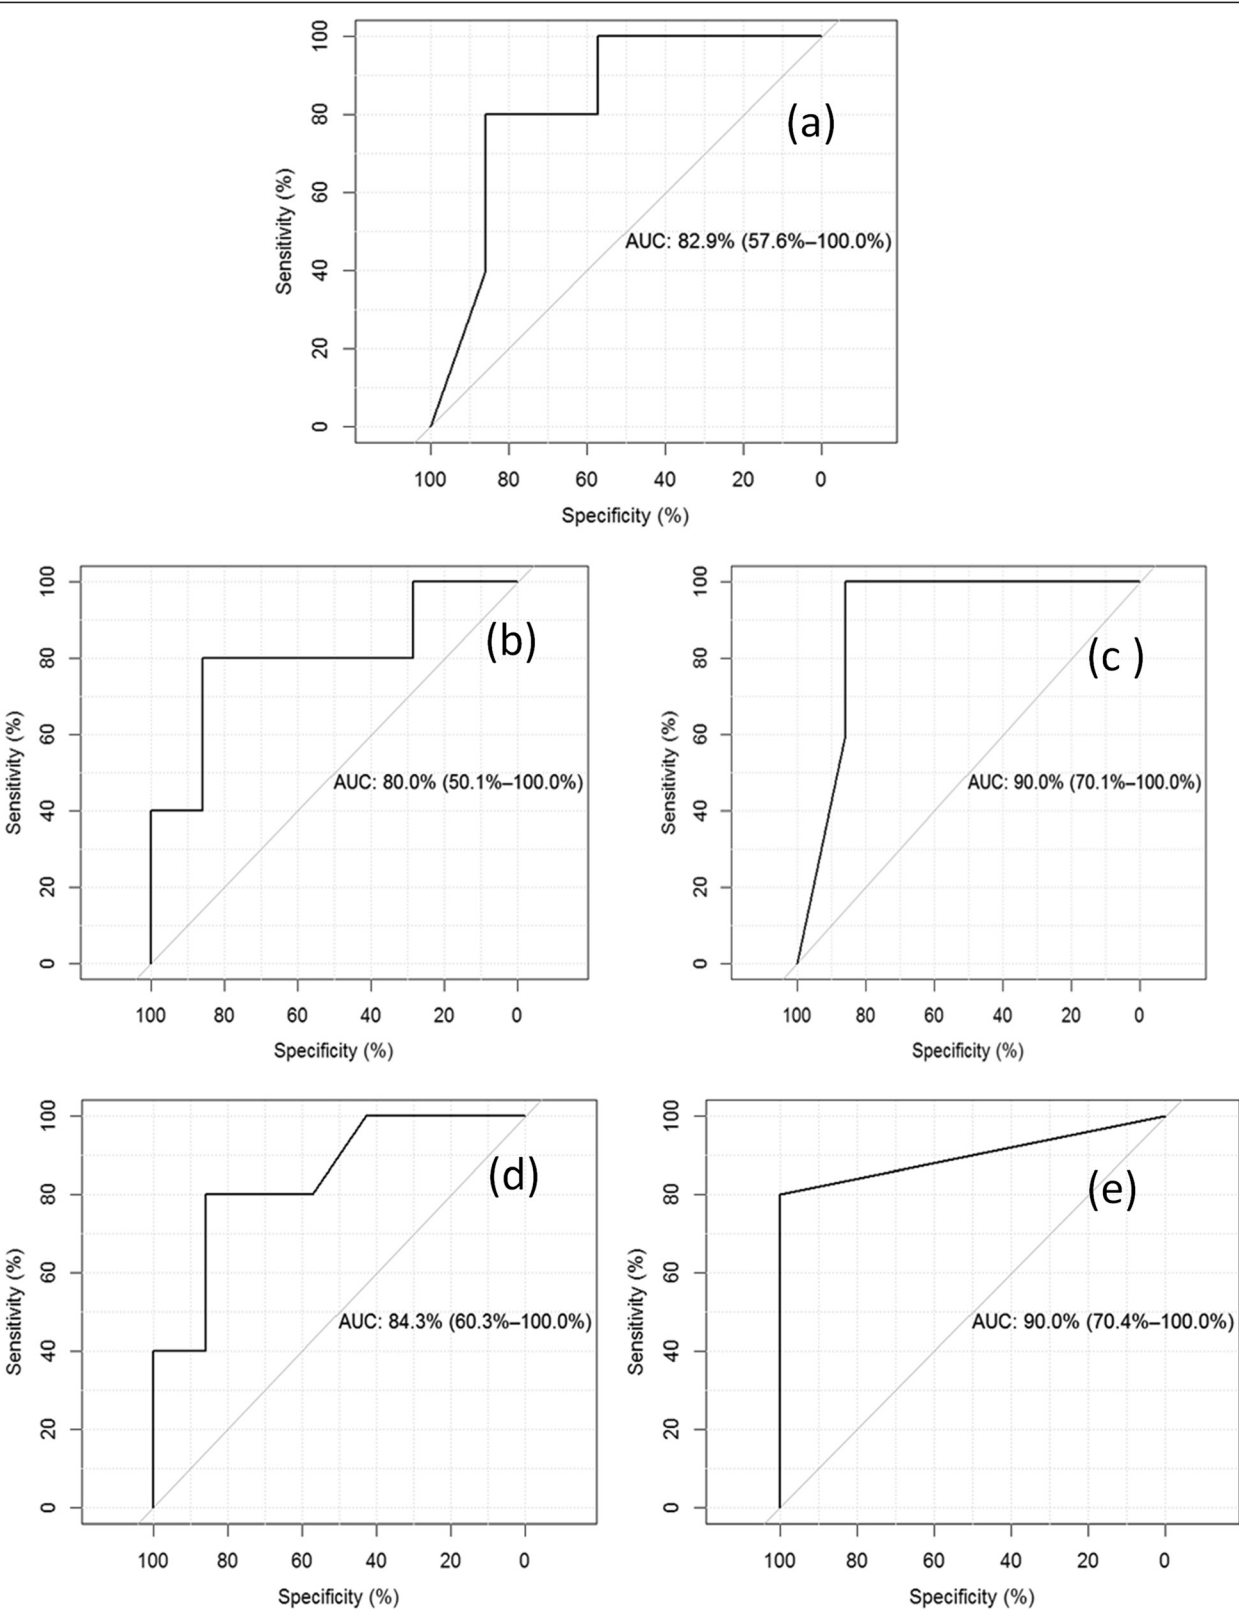 100
80
60
40
20
0
Sensitivity (%)
(a)
AUC: 82.9% (57.6%–100.0%)
100 80 60 40 20 0
Specificity (%)
100
80
60
40
20
0
Sensitivity (%)
(b)
AUC: 80.0% (50.1%–100.0%)
100 80 60 40 20 0
Specificity (%)
100
80
60
40
20
0
Sensitivity (%)
(c )
AUC: 90.0% (70.1%–100.0%)
100 80 60 40 20 0
Specificity (%)
100
80
60
40
20
0
Sensitivity (%)
(d)
AUC: 84.3% (60.3%–100.0%)
100 80 60 40 20 0
Specificity (%)
100
80
60
40
20
0
Sensitivity (%)
(e)
AUC: 90.0% (70.4%–100.0%)
100 80 60 40 20 0
Specificity (%)